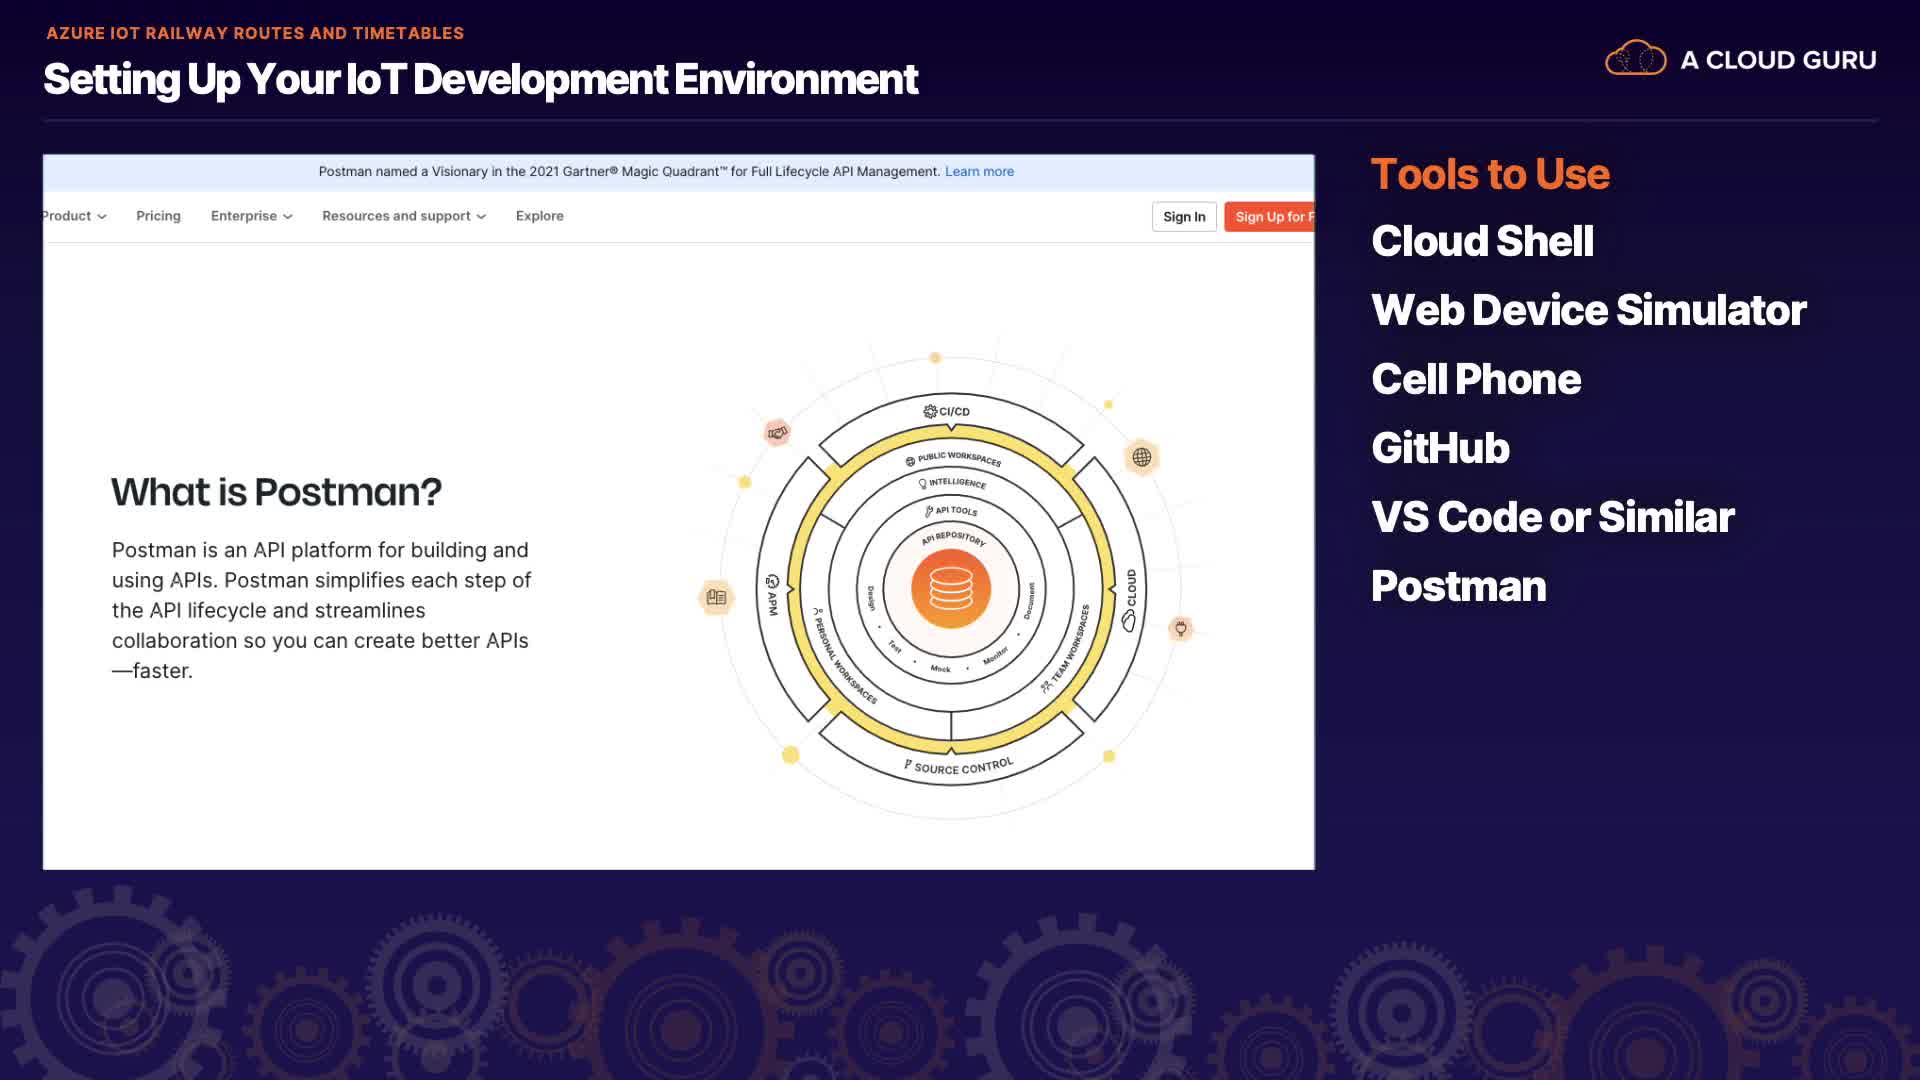 AZURE IOT RAILWAY ROUTES AND TIMETABLES
Setting Up Your IoT Development Environment
A CLOUD GURU
Postman named a Visionary in the 2021 Gartner® Magic Quadrant™ for Full Lifecycle API Management. Learn more
Product Pricing Enterprise Resources and support Explore Sign In Sign Up for F
What is Postman?
Postman is an API platform for building and
using APIs. Postman simplifies each step of
the API lifecycle and streamlines
collaboration so you can create better APIs
—faster.
CI/CD
PUBLIC WORKSPACES
INTELLIGENCE
API TOOLS
API REPOSITORY
APM
CLOUD
PERSONAL WORKSPACES
TEAM WORKSPACES
Design • Test • Mock • Monitor • Document
SOURCE CONTROL
Tools to Use
Cloud Shell
Web Device Simulator
Cell Phone
GitHub
VS Code or Similar
Postman